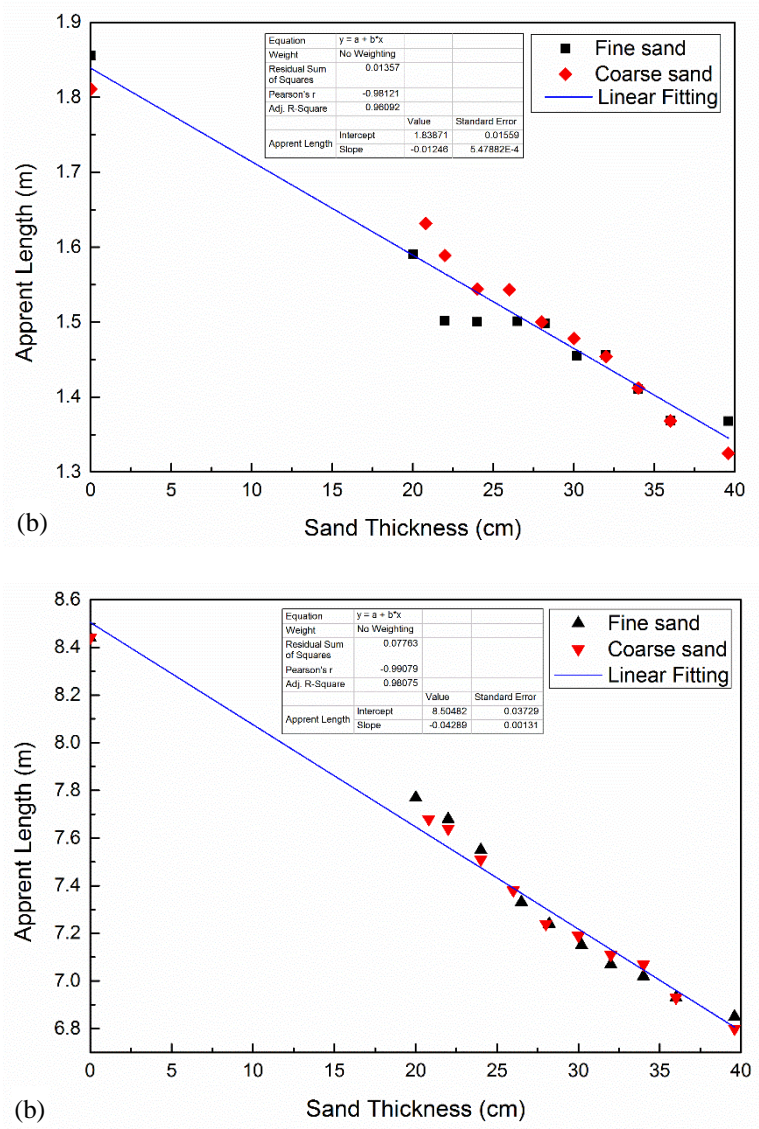 1.9
1.8
1.7
1.6
1.5
1.4
1.3
Apprent Length (m)
Equation y = a + b*x
Weight No Weighting
Residual Sum of Squares 0.01357
Pearson's r -0.98121
Adj. R-Square 0.96092
Value Standard Error
Apprent Length Intercept 1.83871 0.01559
Slope -0.01246 5.47882E-4
Fine sand
Coarse sand
Linear Fitting
0 5 10 15 20 25 30 35 40
(b) Sand Thickness (cm)
8.6
8.4
8.2
8.0
7.8
7.6
7.4
7.2
7.0
6.8
Apprent Length (m)
Equation y = a + b*x
Weight No Weighting
Residual Sum of Squares 0.07763
Pearson's r -0.99079
Adj. R-Square 0.98075
Value Standard Error
Apprent Length Intercept 8.50482 0.03729
Slope -0.04289 0.00131
Fine sand
Coarse sand
Linear Fitting
0 5 10 15 20 25 30 35 40
(b) Sand Thickness (cm)